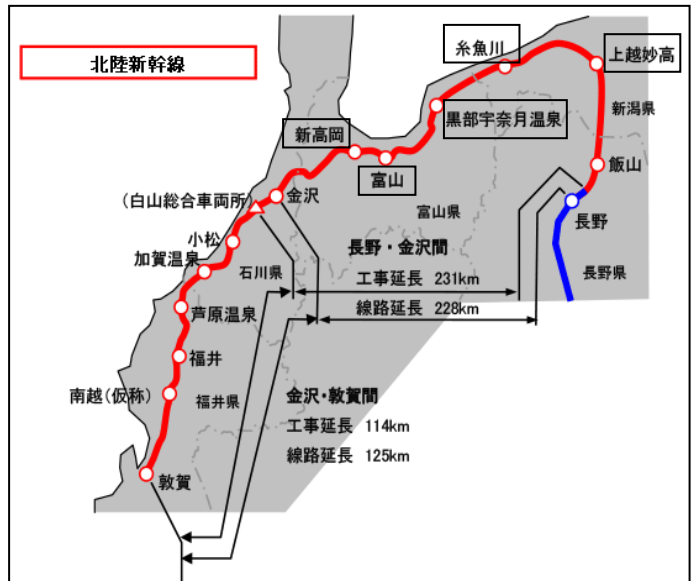 北陸新幹線
糸魚川
上越妙高
新潟県
黒部宇奈月温泉
新高岡
富山
飯山
(白山総合車両所)
金沢
富山県
長野
小松
長野・金沢間
加賀温泉
石川県
工事延長 231km
長野県
線路延長 228km
芦原温泉
福井
南越(仮称)
福井県
金沢・敦賀間
工事延長 114km
線路延長 125km
敦賀